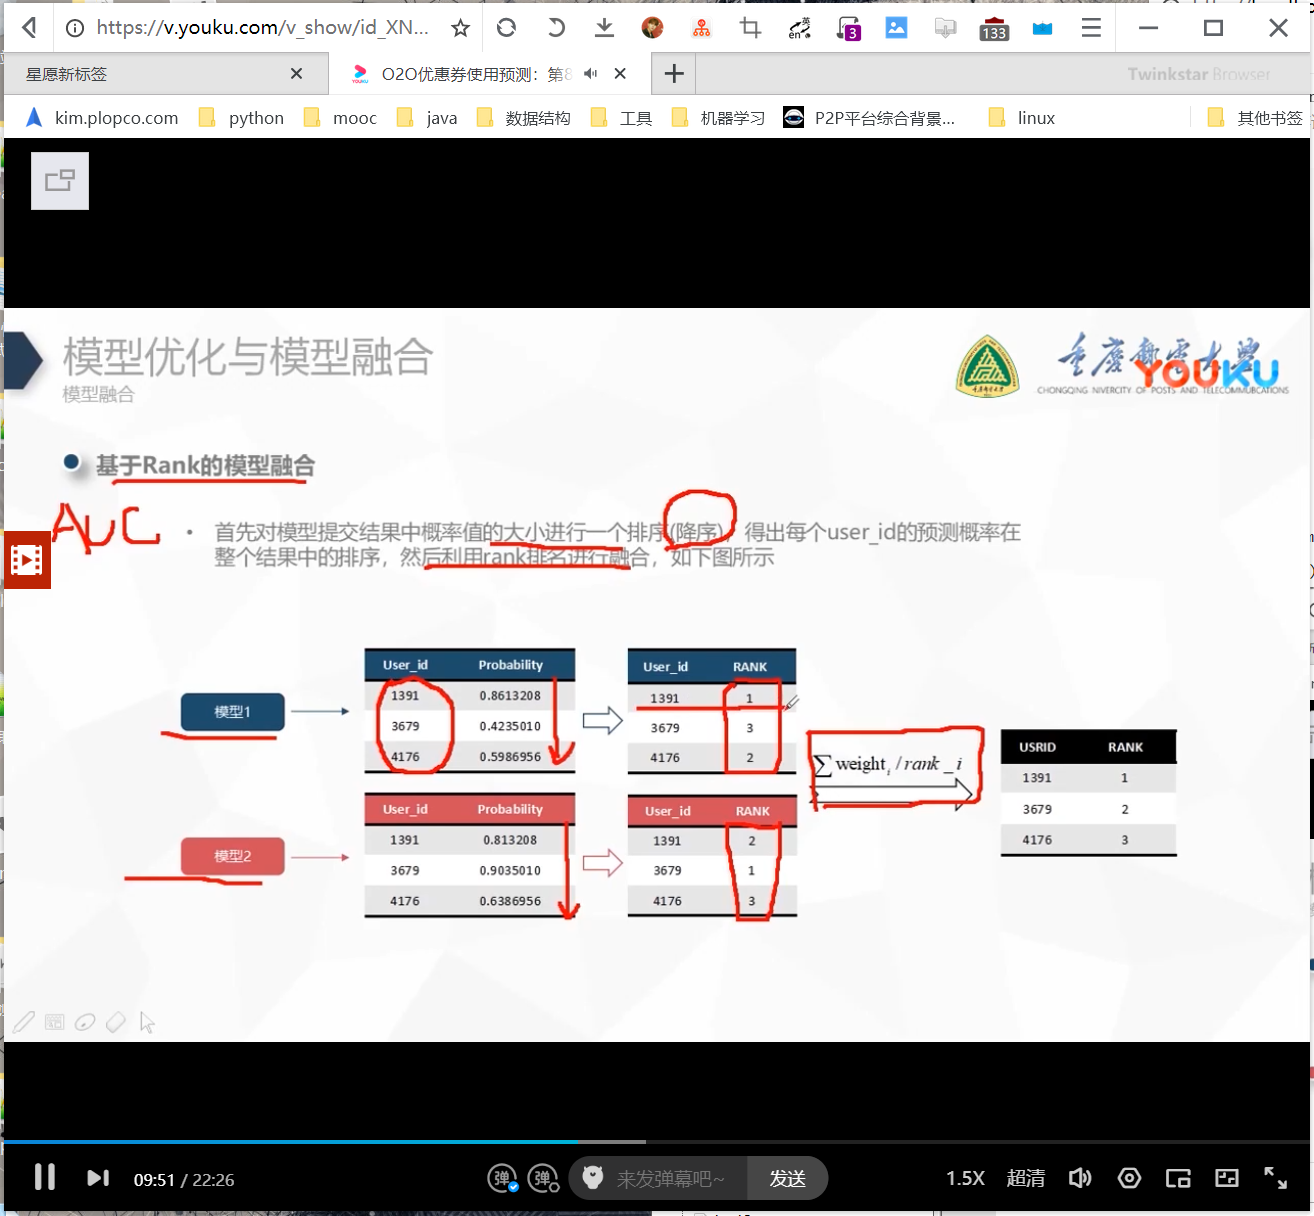 https://v.youku.com/v_show/id_XN...
英
en
3
133
星愿新标签
O2O优惠券使用预测：第8
Twinkstar Browser
kim.plopco.com
python
mooc
java
数据结构
工具
机器学习
P2P平台综合背景...
linux
其他书签
模型优化与模型融合
模型融合
重庆邮电大学
YOUKU
CHONGQING NIVERCITY OF POSTS AND TELECOMMUBCATIONS
基于Rank的模型融合
AUC
• 首先对模型提交结果中概率值的大小进行一个排序(降序)，得出每个user_id的预测概率在
整个结果中的排序，然后利用rank排名进行融合，如下图所示
模型1
User_id Probability
1391 0.8613208
3679 0.4235010
4176 0.5986956
User_id RANK
1391 1
3679 3
4176 2
模型2
User_id Probability
1391 0.813208
3679 0.9035010
4176 0.6386956
User_id RANK
1391 2
3679 1
4176 3
∑weight_i / rank_i
USRID RANK
1391 1
3679 2
4176 3
09:51 / 22:26
弹
弹
来发弹幕吧~
发送
1.5X
超清